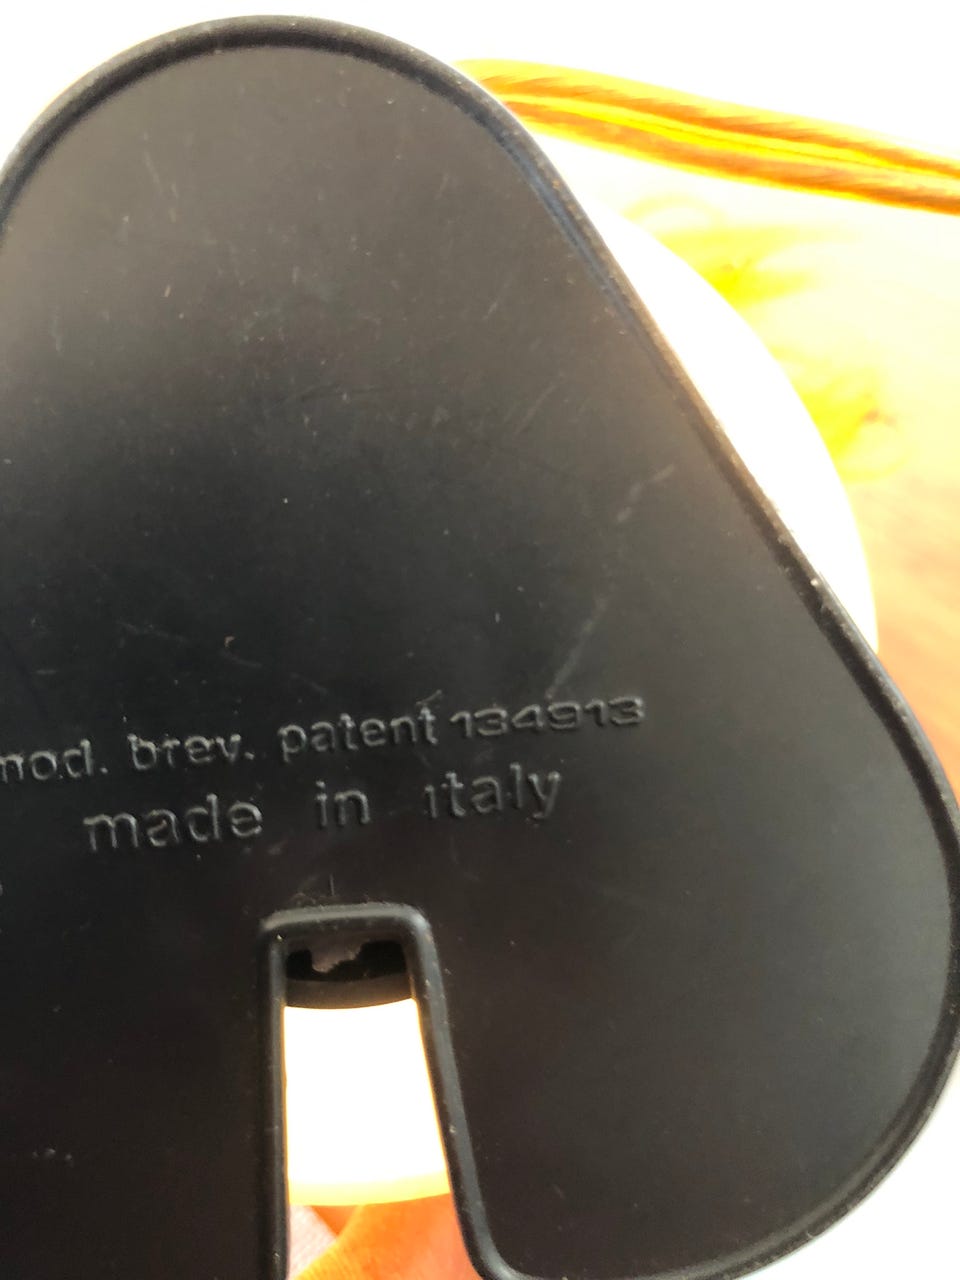 mod. brev. patent 134913
made in italy